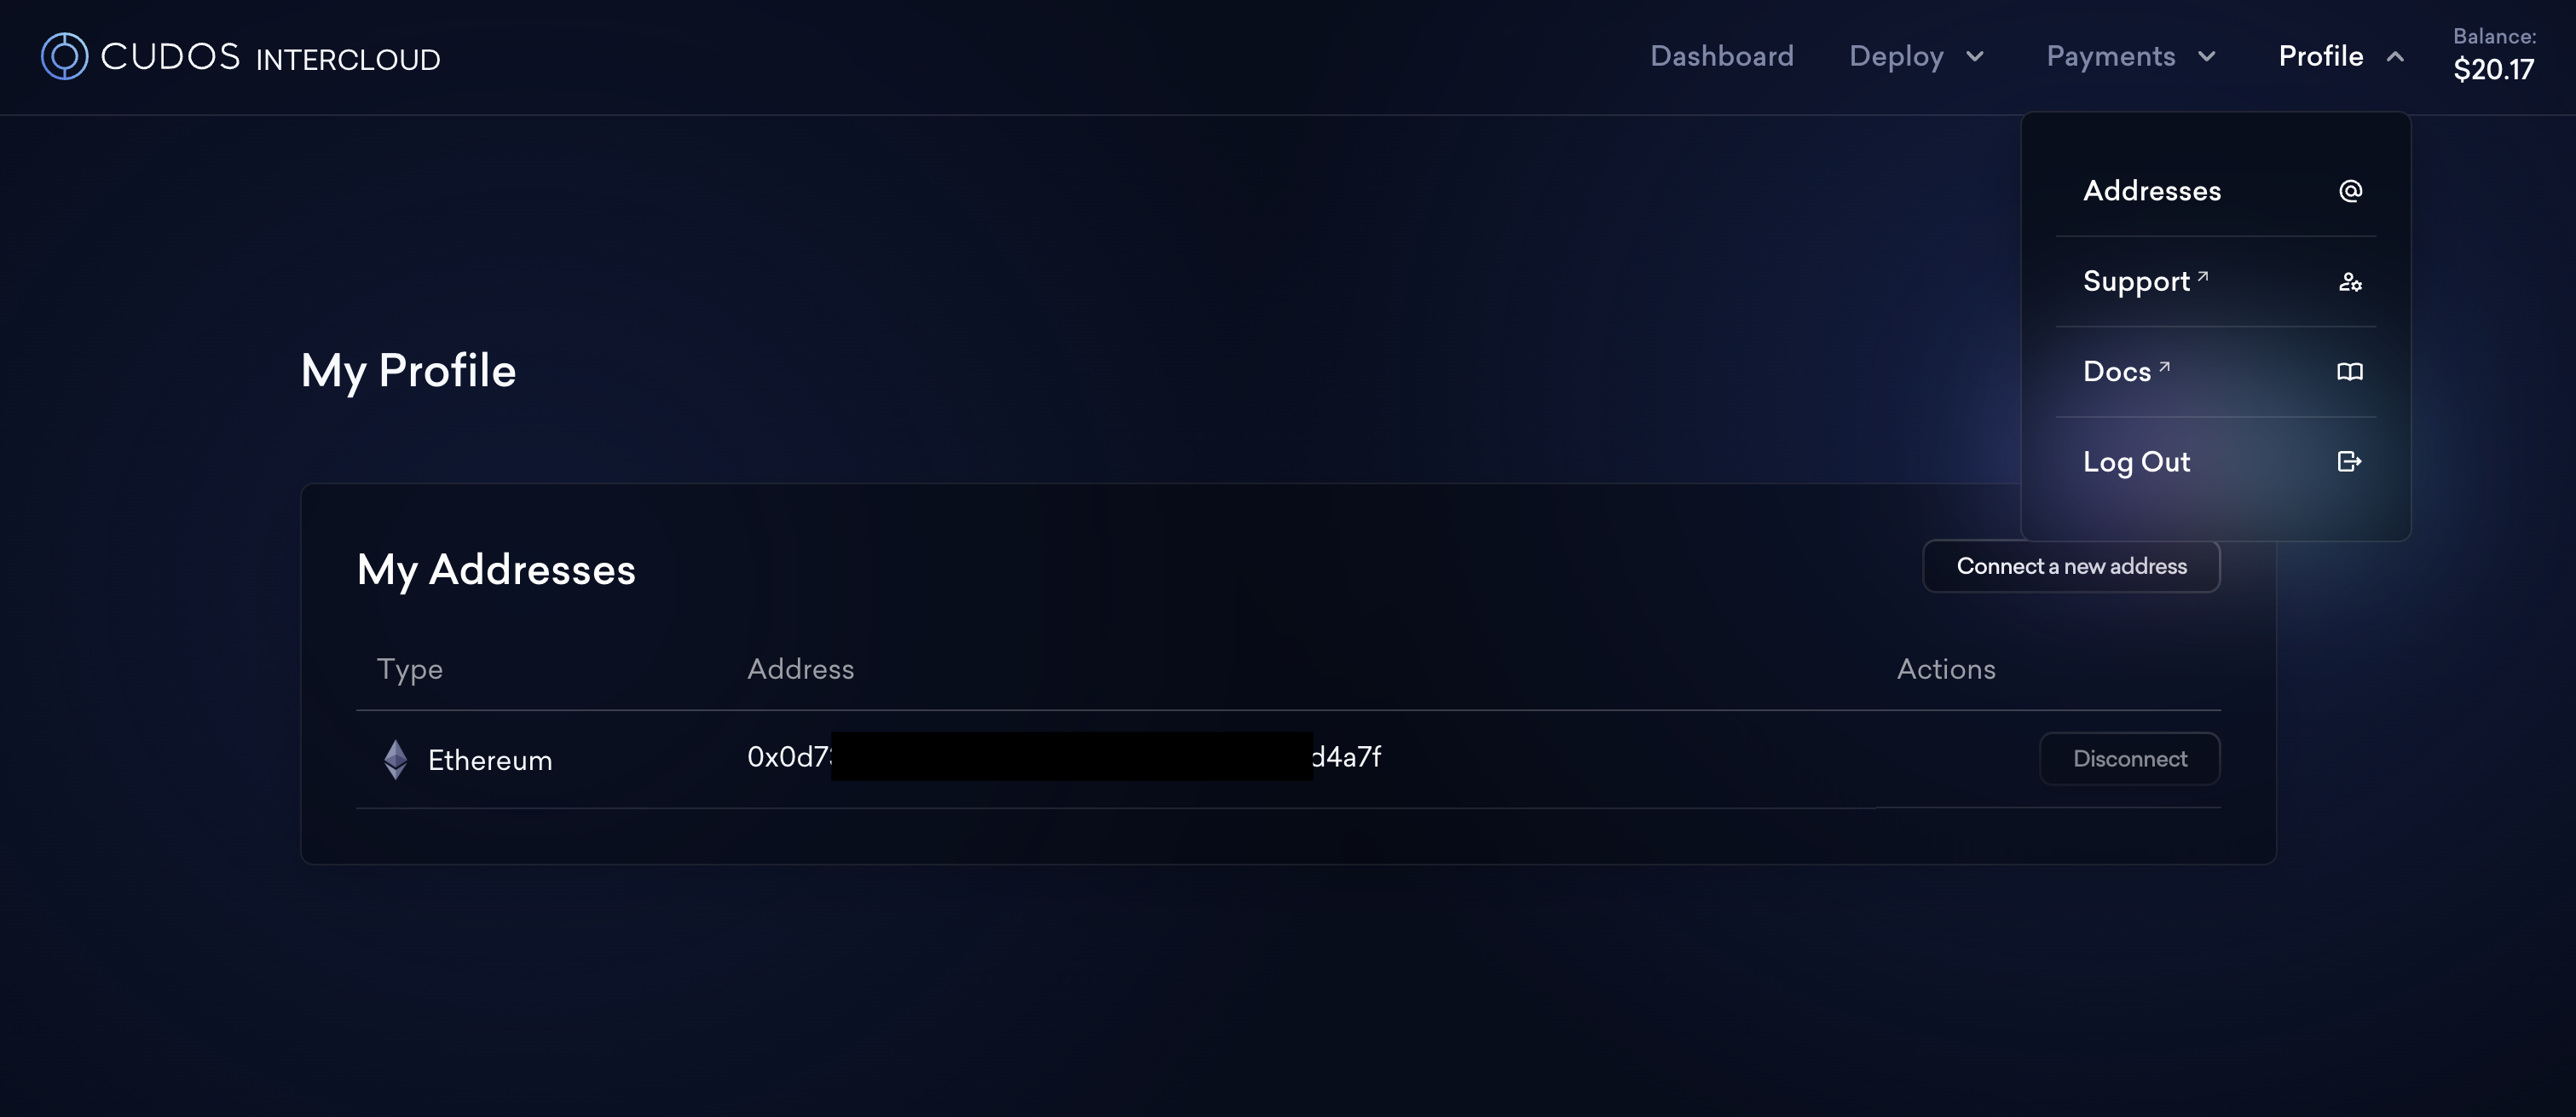 CUDOS INTERCLOUD
Dashboard
Deploy
Payments
Profile
Balance:
$20.17
Addresses
Support
Docs
Log Out
My Profile
My Addresses
Connect a new address
Type Address Actions
Ethereum 0x0d7 d4a7f Disconnect